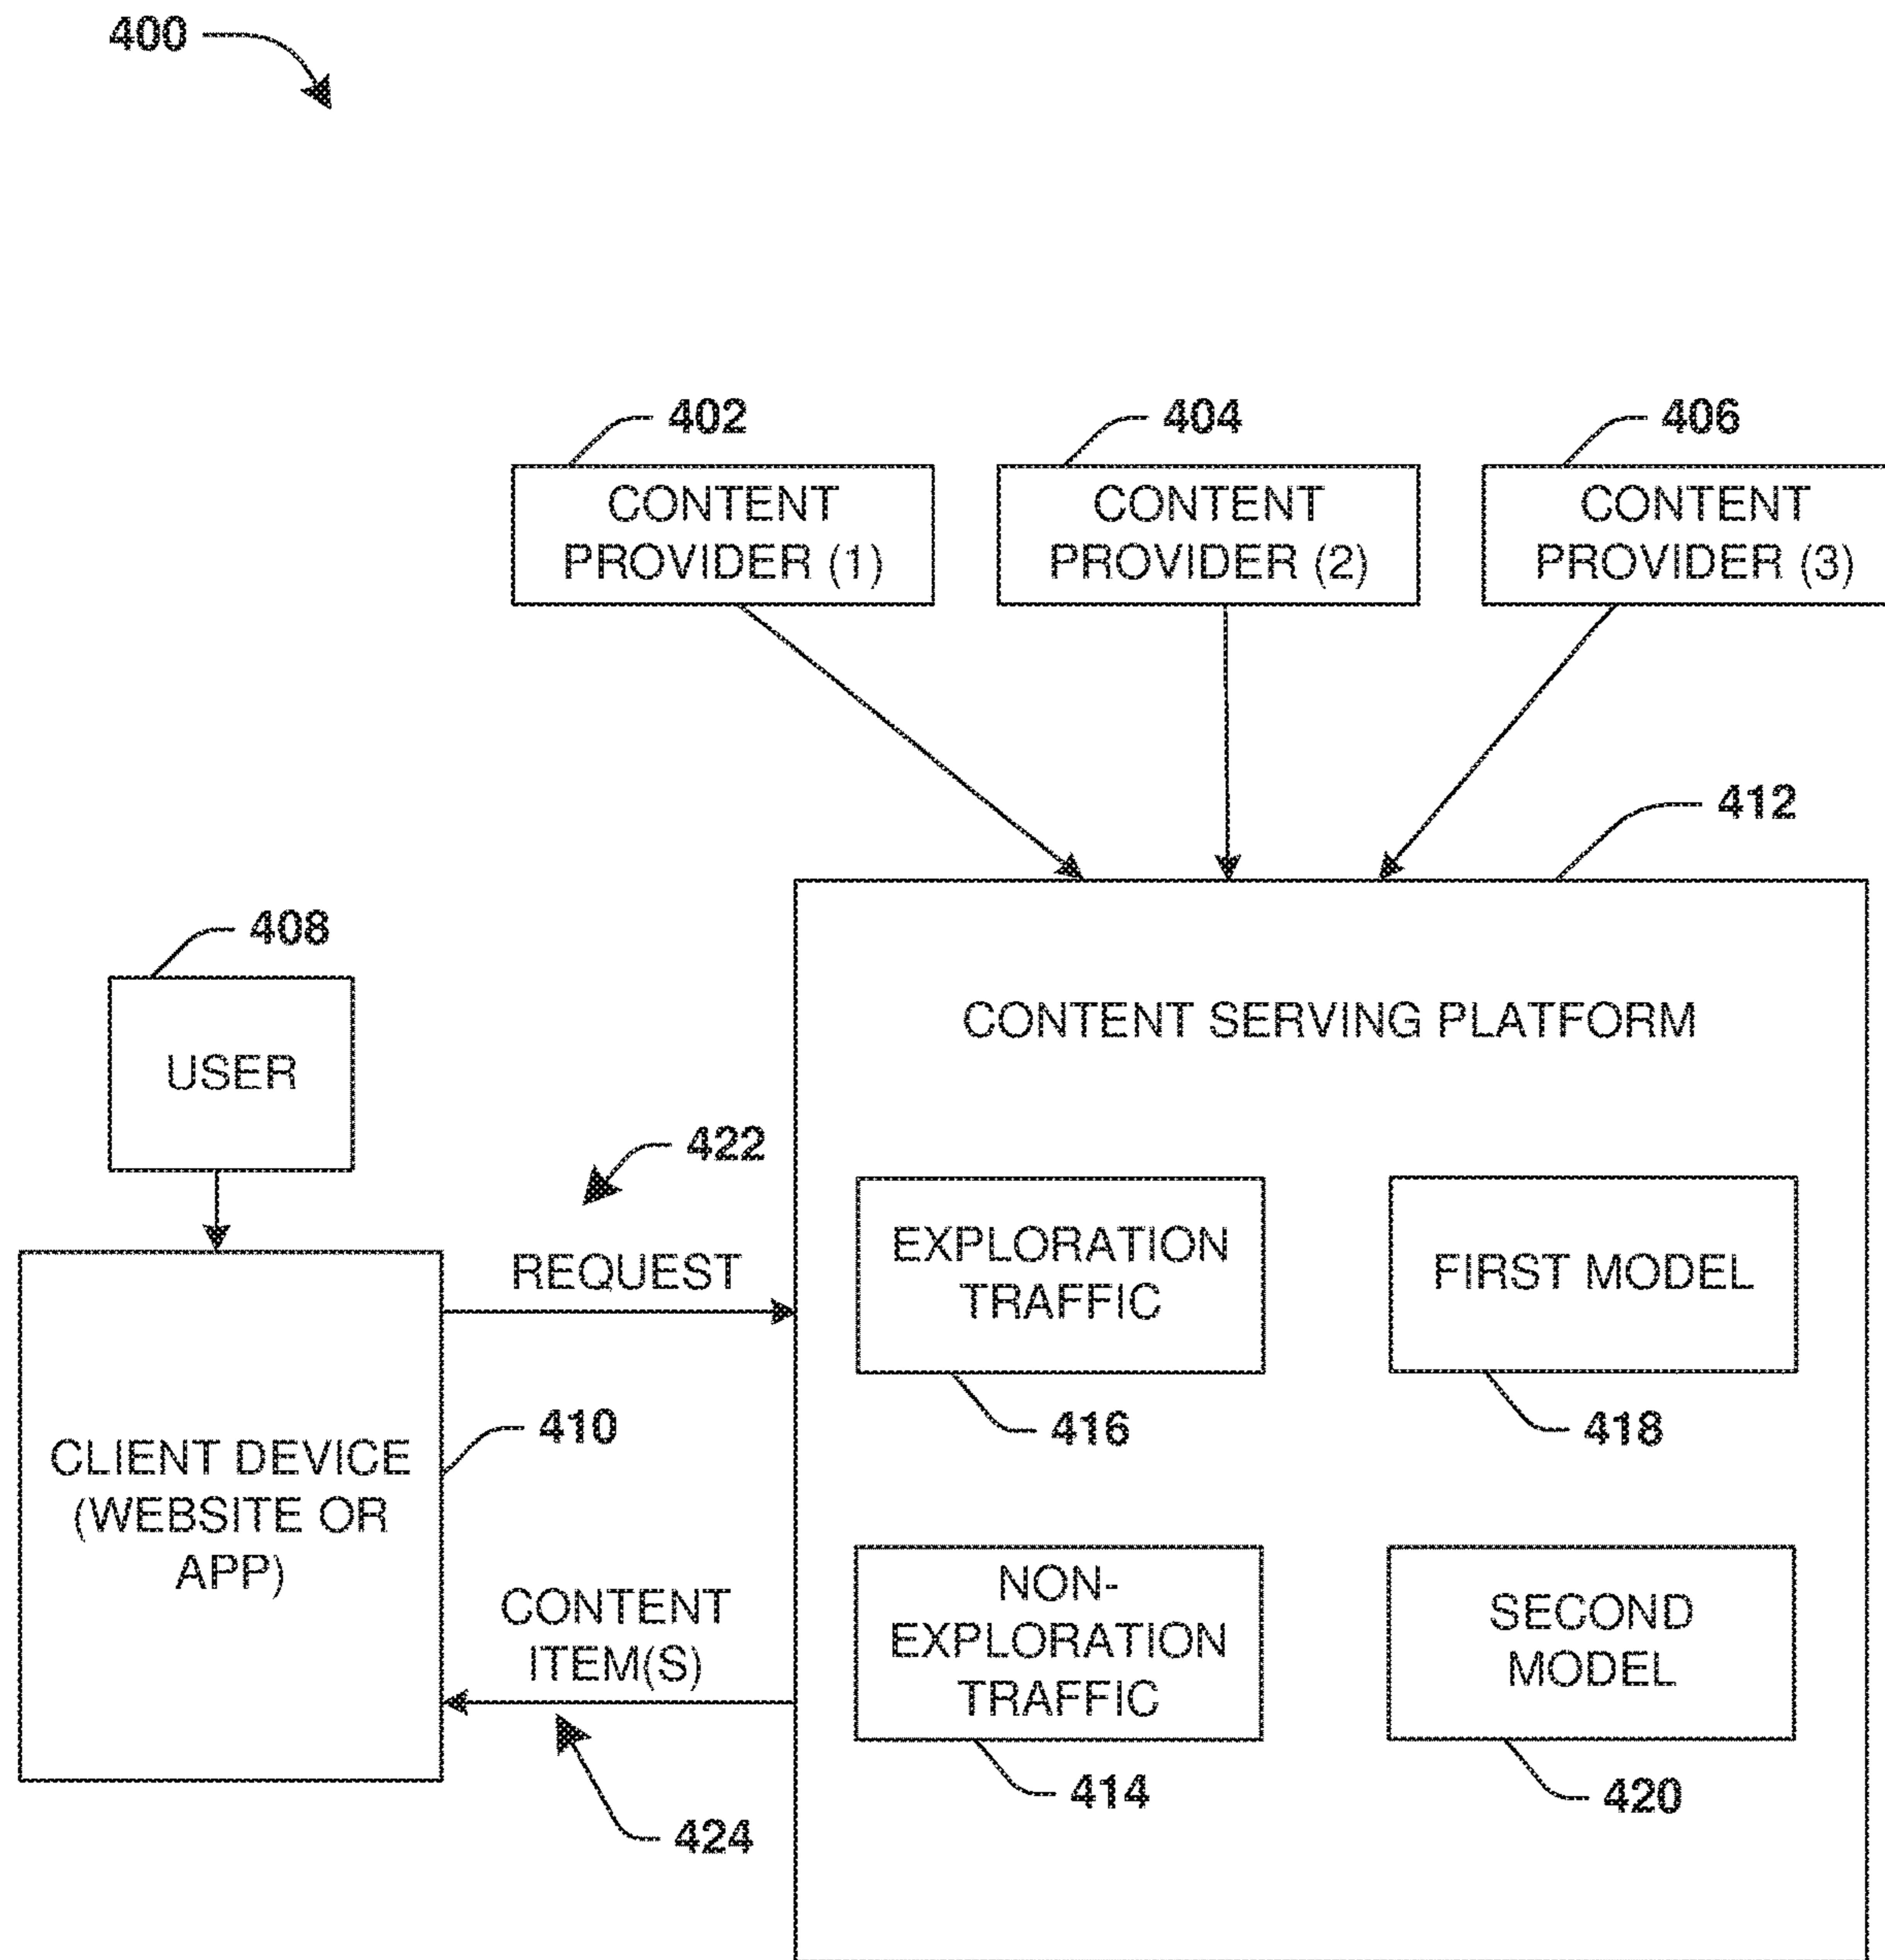 400
402
404
406
CONTENT
PROVIDER (1)
CONTENT
PROVIDER (2)
CONTENT
PROVIDER (3)
412
408
USER
CONTENT SERVING PLATFORM
422
REQUEST
EXPLORATION
TRAFFIC
FIRST MODEL
416
418
410
CLIENT DEVICE
(WEBSITE OR
APP)
CONTENT
ITEM(S)
NON-
EXPLORATION
TRAFFIC
SECOND
MODEL
414
420
424